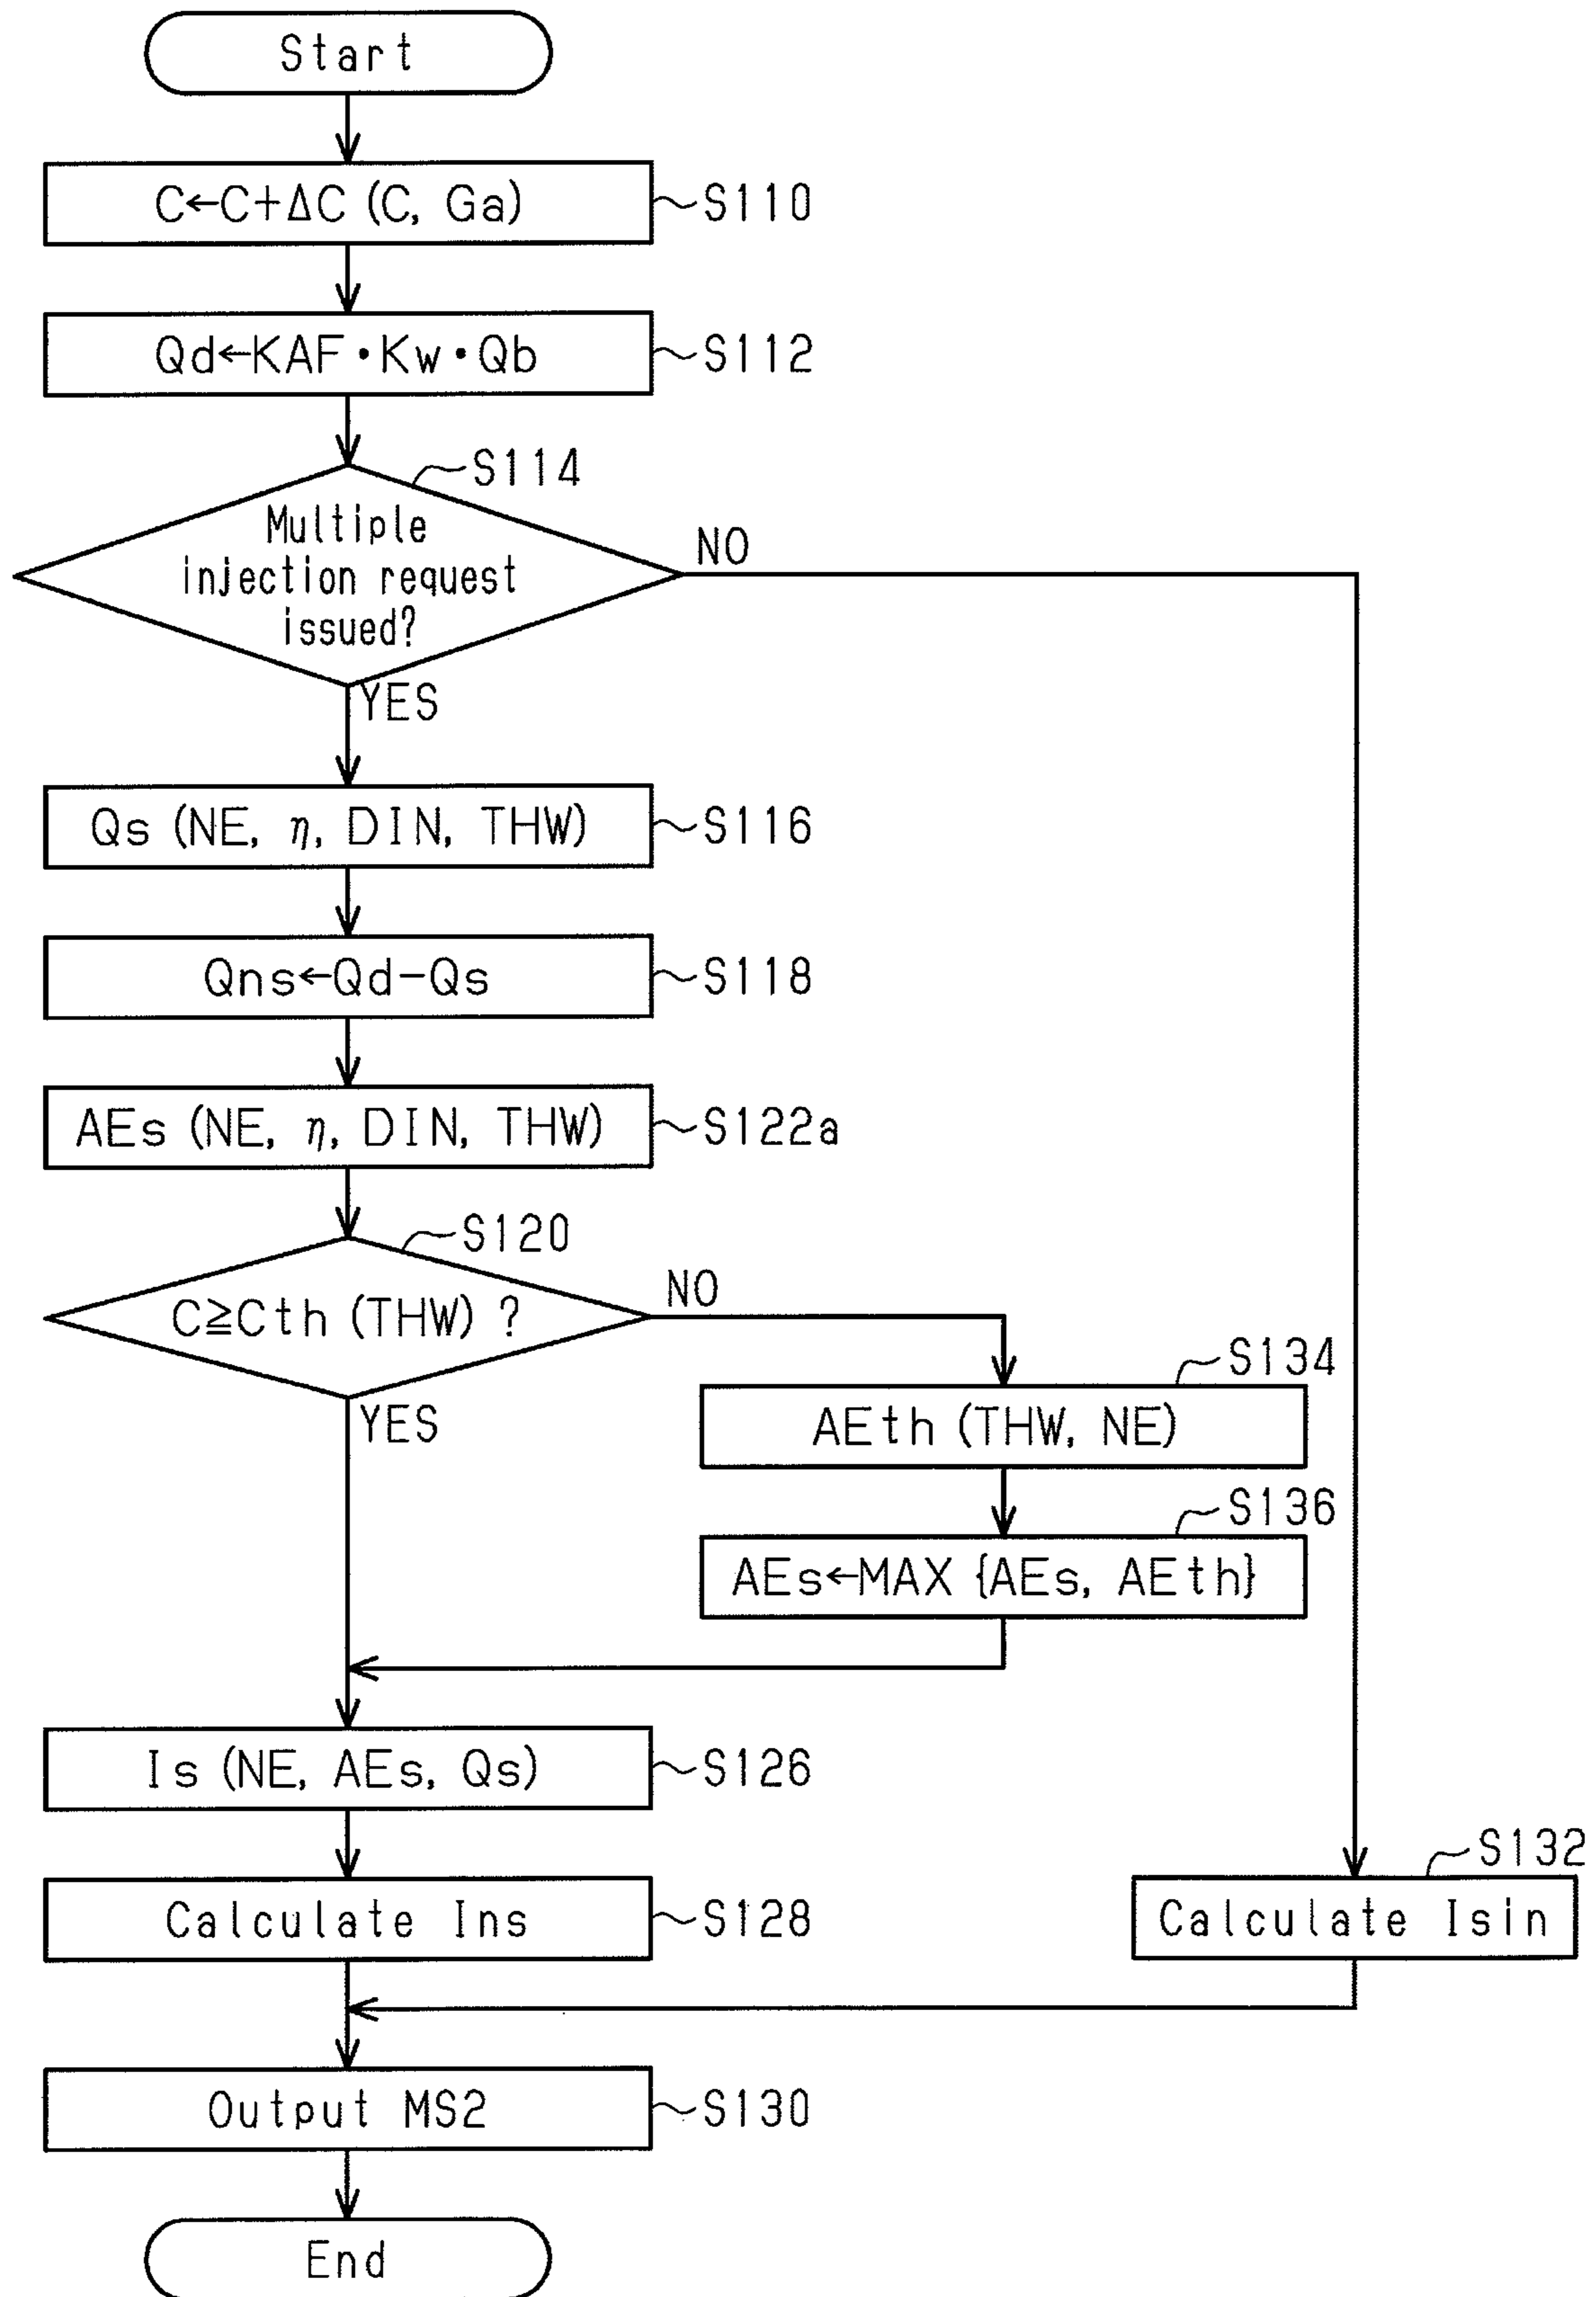 Start
C←C+ΔC (C, Ga)
S110
Qd←KAF・Kw・Qb
S112
S114
Multiple
injection request
issued?
NO
YES
Qs (NE, η, DIN, THW)
S116
Qns←Qd−Qs
S118
AEs (NE, η, DIN, THW)
S122a
S120
C≧Cth (THW) ?
NO
YES
S134
AEth (THW, NE)
S136
AEs←MAX {AEs, AEth}
Is (NE, AEs, Qs)
S126
Calculate Ins
S128
S132
Calculate Isin
Output MS2
S130
End